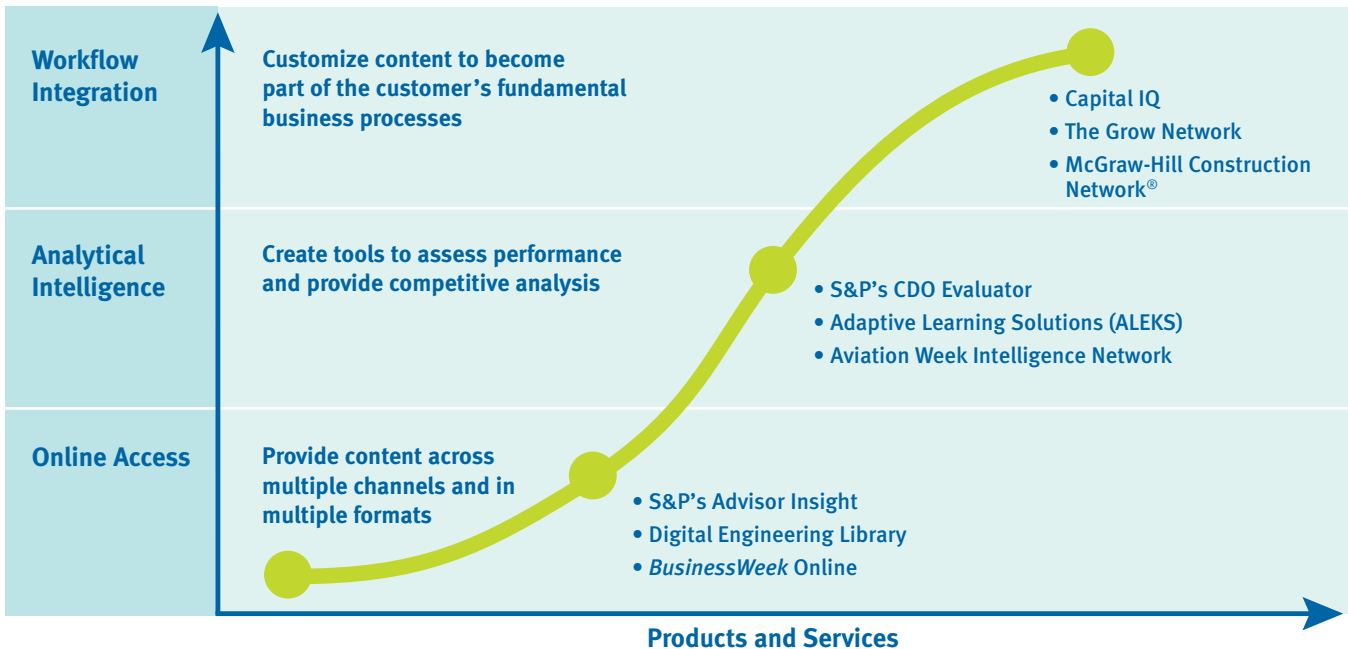 Workflow
Integration
Customize content to become
part of the customer’s fundamental
business processes
• Capital IQ
• The Grow Network
• McGraw-Hill Construction
Network®
Analytical
Intelligence
Create tools to assess performance
and provide competitive analysis
• S&P’s CDO Evaluator
• Adaptive Learning Solutions (ALEKS)
• Aviation Week Intelligence Network
Online Access
Provide content across
multiple channels and in
multiple formats
• S&P’s Advisor Insight
• Digital Engineering Library
• BusinessWeek Online
Products and Services